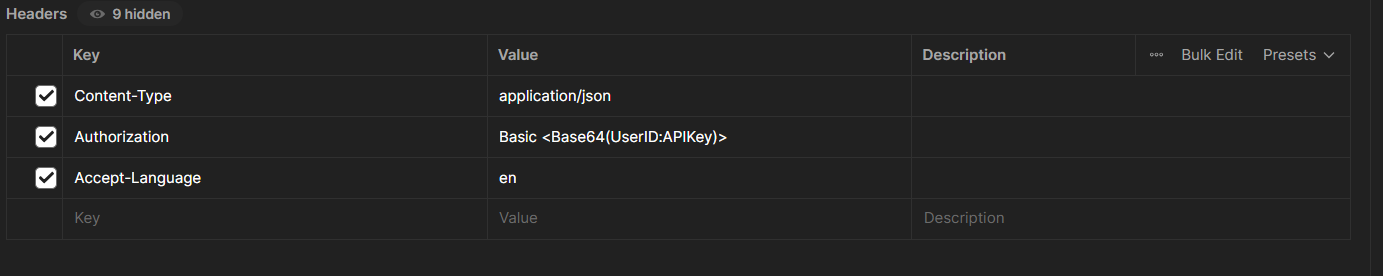 Headers 9 hidden
Key Value Description Bulk Edit Presets
Content-Type application/json
Authorization Basic <Base64(UserID:APIKey)>
Accept-Language en
Key Value Description